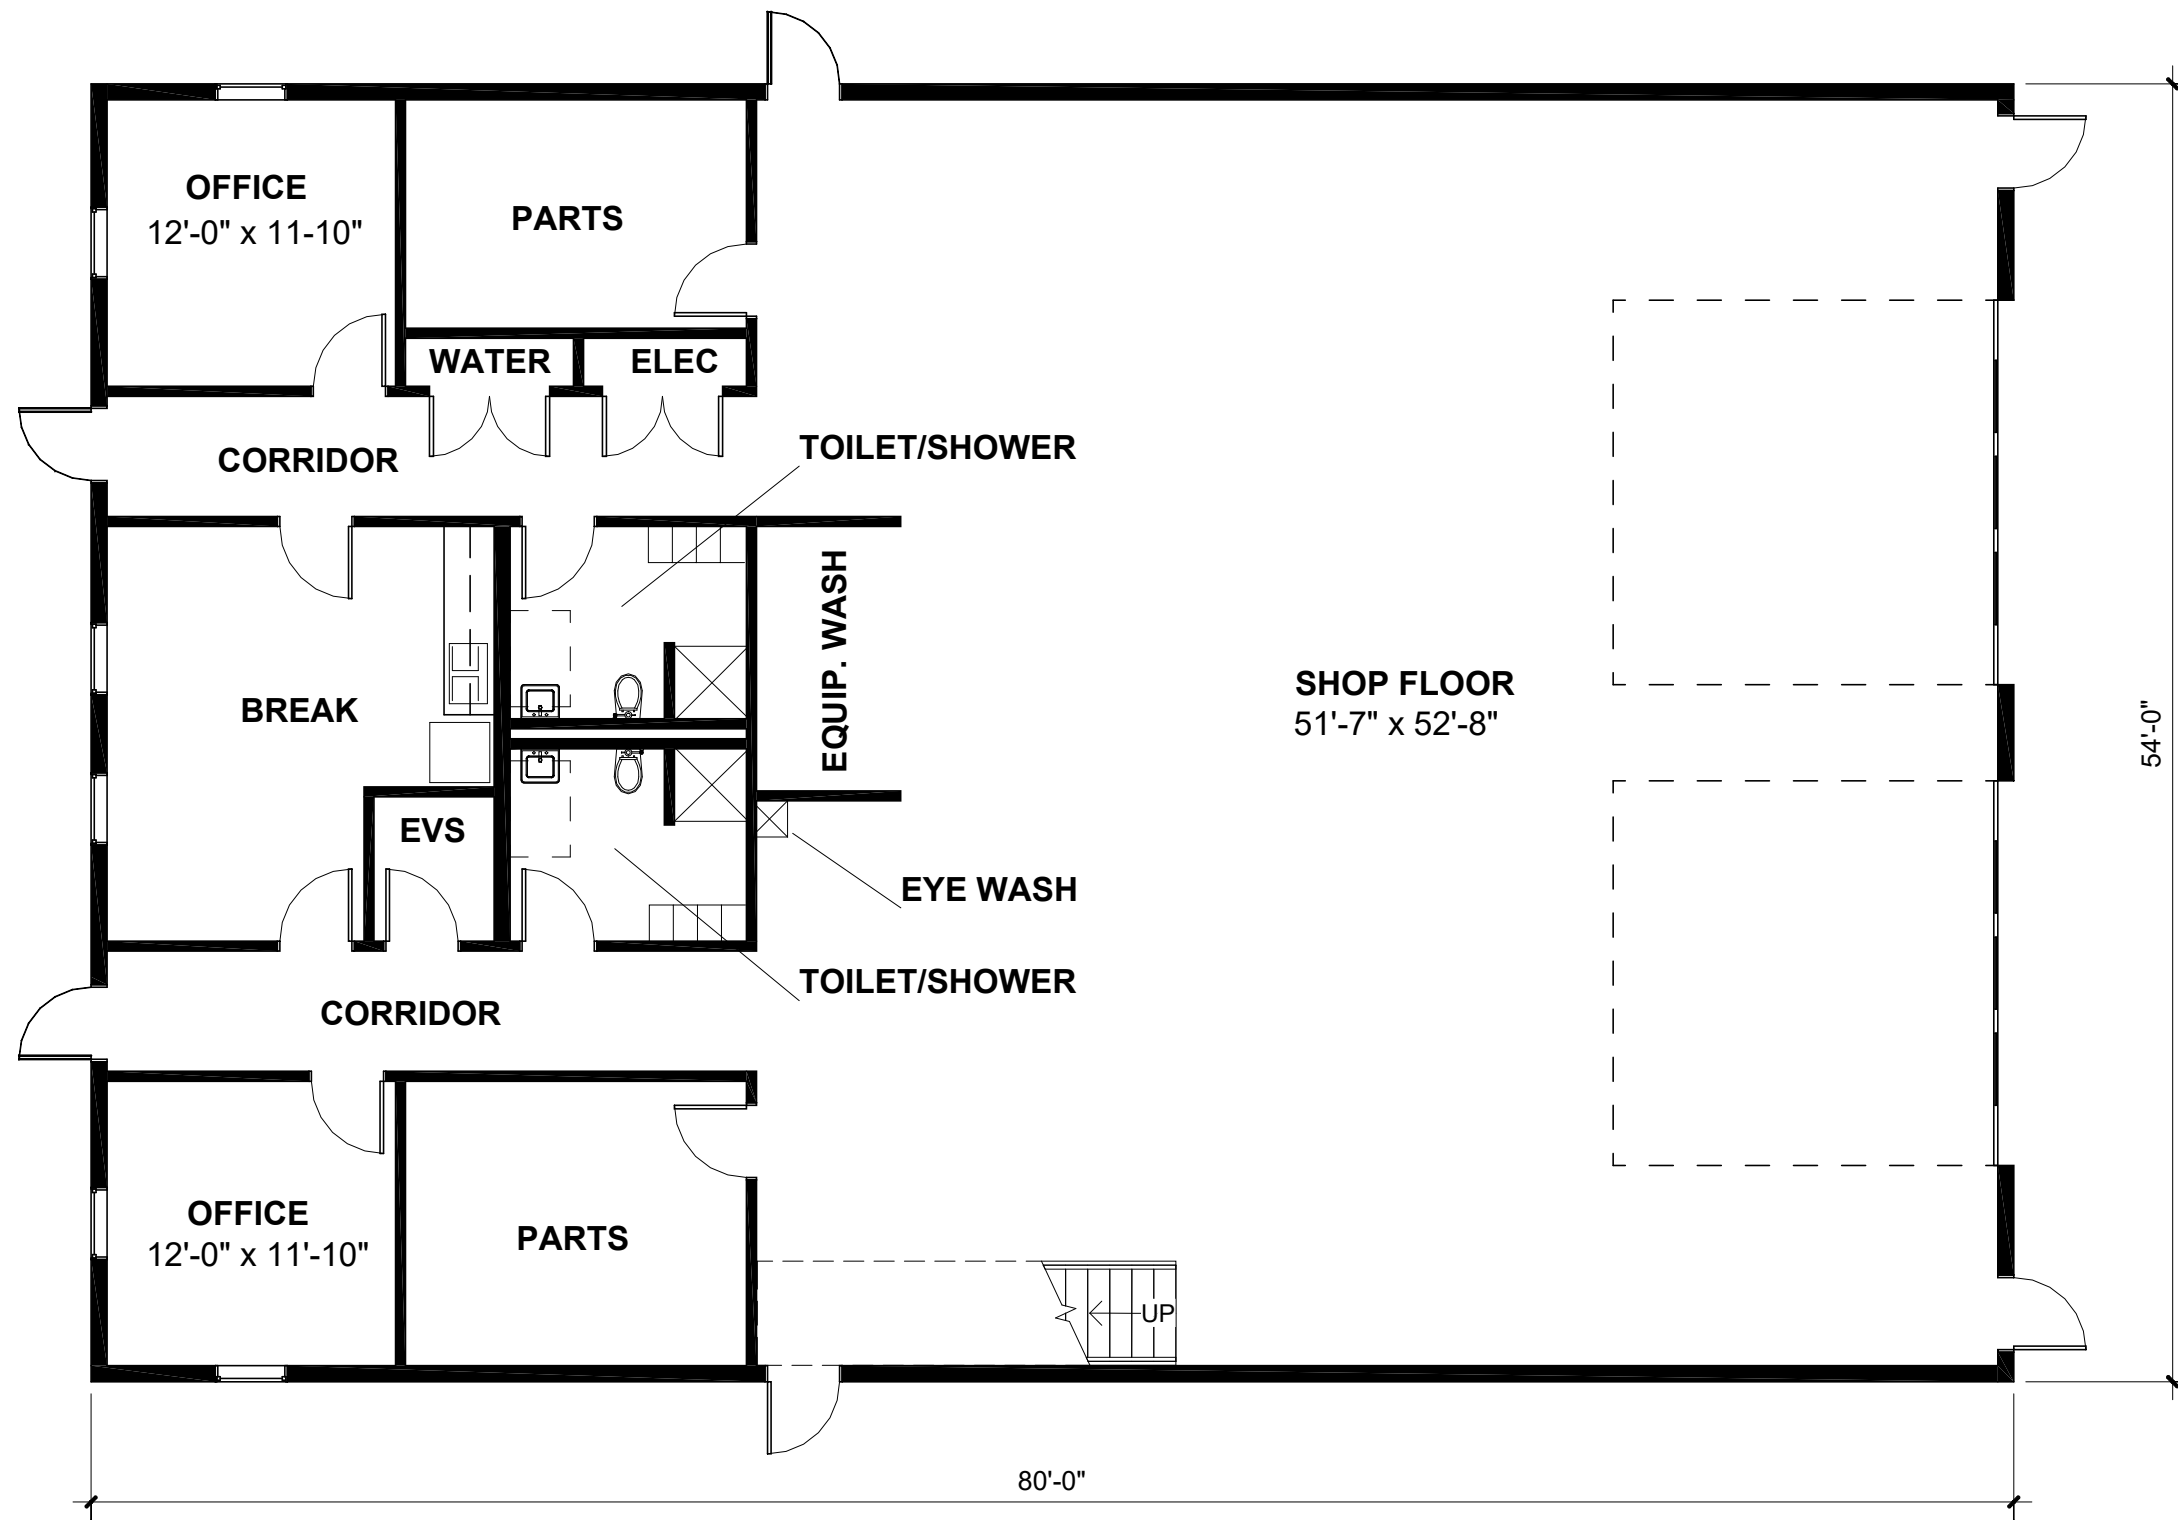 OFFICE
12'-0" x 11-10"
PARTS
WATER
ELEC
CORRIDOR
TOILET/SHOWER
EQUIP. WASH
BREAK
SHOP FLOOR
51'-7" x 52'-8"
54'-0"
EVS
EYE WASH
TOILET/SHOWER
CORRIDOR
OFFICE
12'-0" x 11'-10"
PARTS
UP
80'-0"